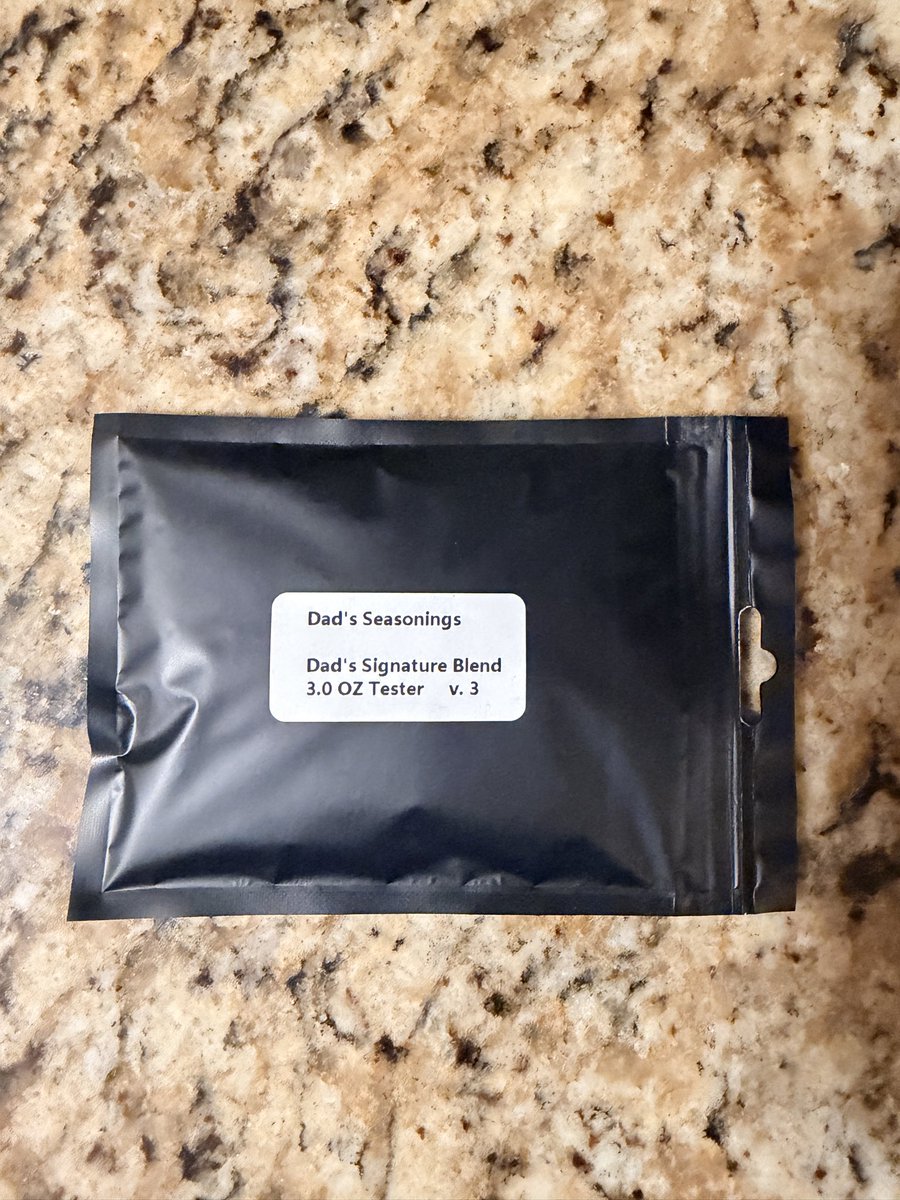 Dad's Seasonings
Dad's Signature Blend
3.0 OZ Tester v. 3